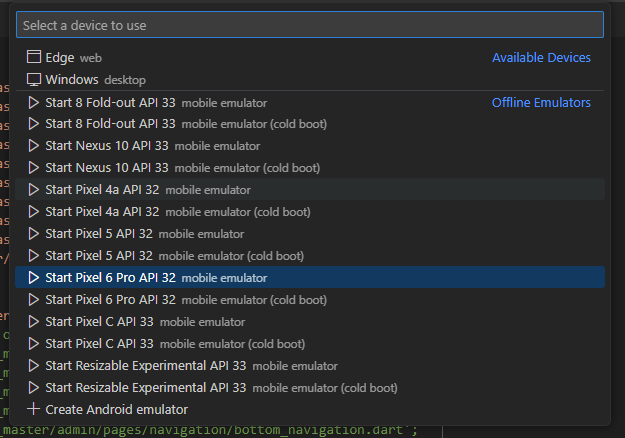 Select a device to use
Edge web Available Devices
Windows desktop
Start 8 Fold-out API 33 mobile emulator Offline Emulators
Start 8 Fold-out API 33 mobile emulator (cold boot)
Start Nexus 10 API 33 mobile emulator
Start Nexus 10 API 33 mobile emulator (cold boot)
Start Pixel 4a API 32 mobile emulator
Start Pixel 4a API 32 mobile emulator (cold boot)
Start Pixel 5 API 32 mobile emulator
Start Pixel 5 API 32 mobile emulator (cold boot)
Start Pixel 6 Pro API 32 mobile emulator
Start Pixel 6 Pro API 32 mobile emulator (cold boot)
Start Pixel C API 33 mobile emulator
Start Pixel C API 33 mobile emulator (cold boot)
Start Resizable Experimental API 33 mobile emulator
Start Resizable Experimental API 33 mobile emulator (cold boot)
Create Android emulator
_master/admin/pages/navigation/bottom_navigation.dart';